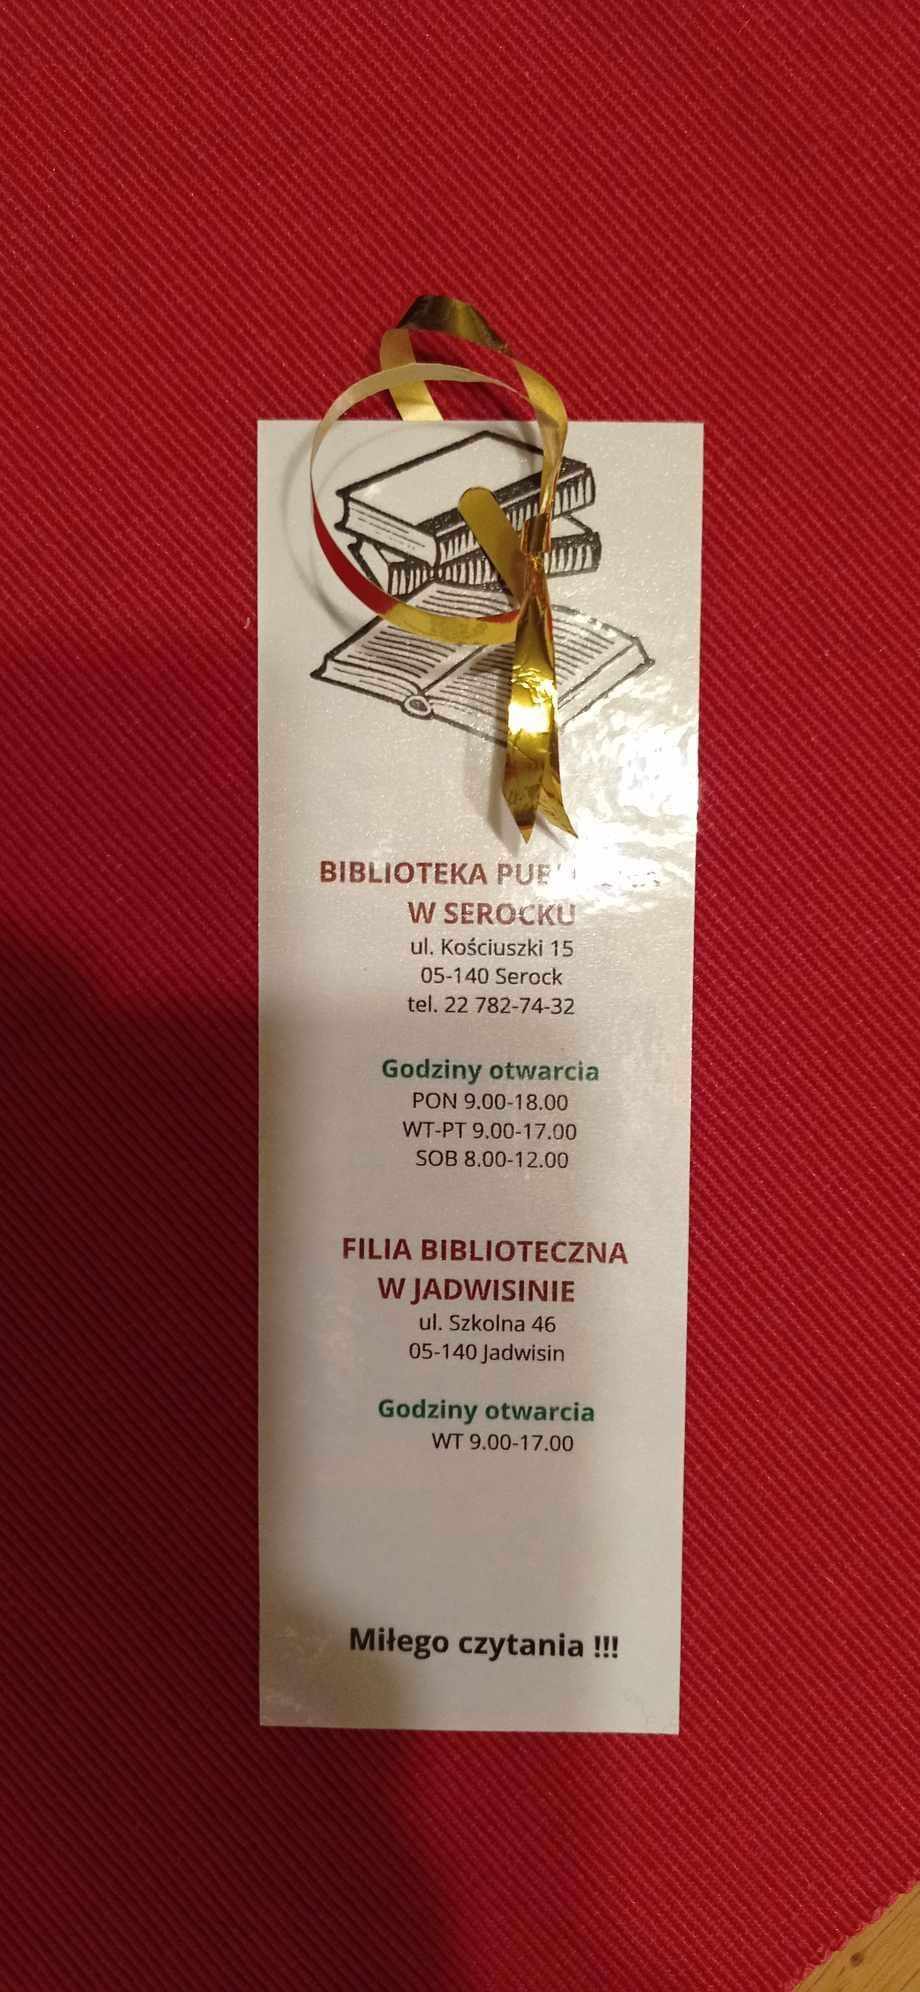 BIBLIOTEKA
W SEROCKU
ul. Kościuszki 15
05-140 Serock
tel. 22 782-74-32
Godziny otwarcia
PON 9.00-18.00
WT-PT 9.00-17.00
SOB 8.00-12.00
FILIA BIBLIOTECZNA
W JADWISINIE
ul. Szkolna 46
05-140 Jadwisin
Godziny otwarcia
WT 9.00-17.00
Miłego czytania !!!